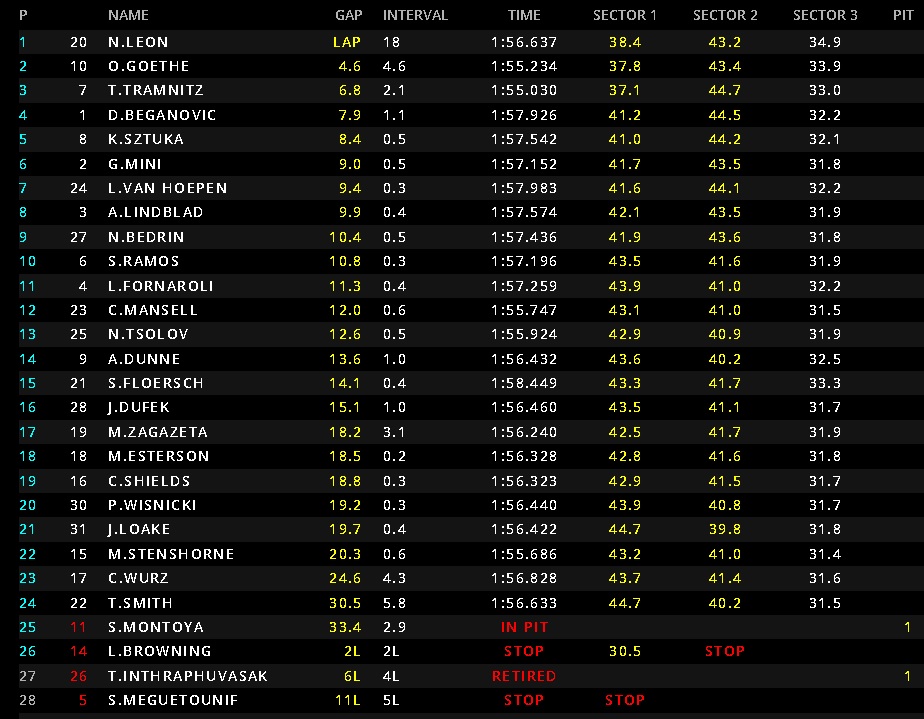 P NAME GAP INTERVAL TIME SECTOR 1 SECTOR 2 SECTOR 3 PIT
1 20 N.LEON LAP 18 1:56.637 38.4 43.2 34.9
2 10 O.GOETHE 4.6 4.6 1:55.234 37.8 43.4 33.9
3 7 T.TRAMNITZ 6.8 2.1 1:55.030 37.1 44.7 33.0
4 1 D.BEGANOVIC 7.9 1.1 1:57.926 41.2 44.5 32.2
5 8 K.SZTUKA 8.4 0.5 1:57.542 41.0 44.2 32.1
6 2 G.MINI 9.0 0.5 1:57.152 41.7 43.5 31.8
7 24 L.VAN HOEPEN 9.4 0.3 1:57.983 41.6 44.1 32.2
8 3 A.LINDBLAD 9.9 0.4 1:57.574 42.1 43.5 31.9
9 27 N.BEDRIN 10.4 0.5 1:57.436 41.9 43.6 31.8
10 6 S.RAMOS 10.8 0.3 1:57.196 43.5 41.6 31.9
11 4 L.FORNAROLI 11.3 0.4 1:57.259 43.9 41.0 32.2
12 23 C.MANSELL 12.0 0.6 1:55.747 43.1 41.0 31.5
13 25 N.TSOLOV 12.6 0.5 1:55.924 42.9 40.9 31.9
14 9 A.DUNNE 13.6 1.0 1:56.432 43.6 40.2 32.5
15 21 S.FLOERSCH 14.1 0.4 1:58.449 43.3 41.7 33.3
16 28 J.DUFEK 15.1 1.0 1:56.460 43.5 41.1 31.7
17 19 M.ZAGAZETA 18.2 3.1 1:56.240 42.5 41.7 31.9
18 18 M.ESTERSON 18.5 0.2 1:56.328 42.8 41.6 31.8
19 16 C.SHIELDS 18.8 0.3 1:56.323 42.9 41.5 31.7
20 30 P.WISNICKI 19.2 0.3 1:56.440 43.9 40.8 31.7
21 31 J.LOAKE 19.7 0.4 1:56.422 44.7 39.8 31.8
22 15 M.STENSHORNE 20.3 0.6 1:55.686 43.2 41.0 31.4
23 17 C.WURZ 24.6 4.3 1:56.828 43.7 41.4 31.6
24 22 T.SMITH 30.5 5.8 1:56.633 44.7 40.2 31.5
25 11 S.MONTOYA 33.4 2.9 IN PIT 1
26 14 L.BROWNING 2L 2L STOP 30.5 STOP
27 26 T.INTHRAPHUVASAK 6L 4L RETIRED 1
28 5 S.MEGUETOUNIF 11L 5L STOP STOP